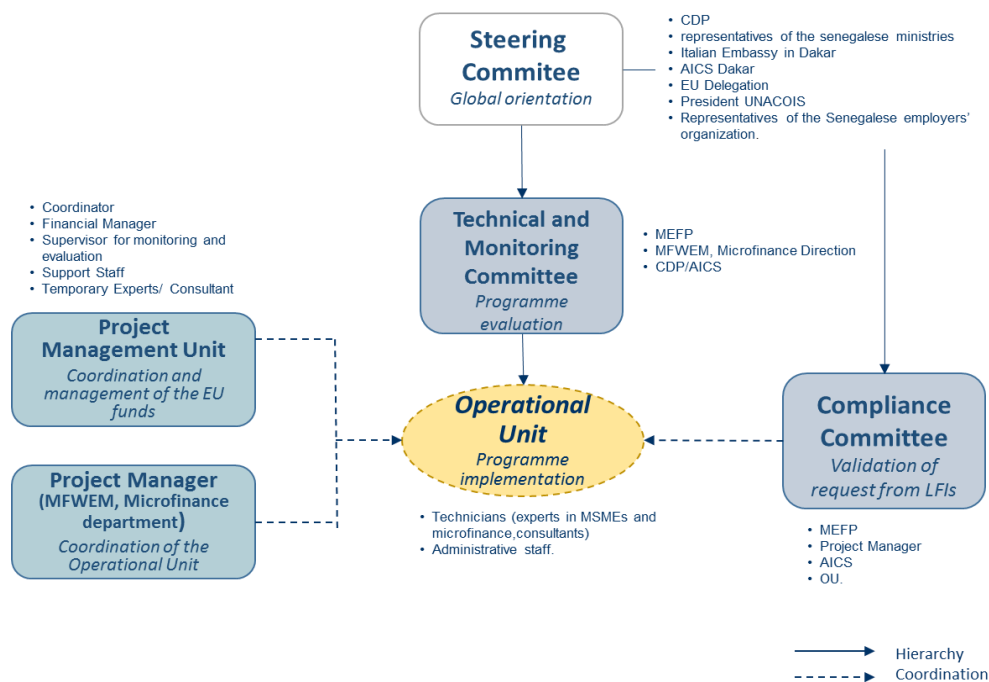 Steering
Commitee
Global orientation
• CDP
• representatives of the senegalese ministries
• Italian Embassy in Dakar
• AICS Dakar
• EU Delegation
• President UNACOIS
• Representatives of the Senegalese employers’
organization.
Technical and
Monitoring
Committee
Programme
evaluation
• MEFP
• MFWEM, Microfinance Direction
• CDP/AICS
• Coordinator
• Financial Manager
• Supervisor for monitoring and
evaluation
• Support Staff
• Temporary Experts/ Consultant
Project
Management Unit
Coordination and
management of the EU
funds
Project Manager
(MFWEM, Microfinance
department)
Coordination of the
Operational Unit
Operational
Unit
Programme
implementation
• Technicians (experts in MSMEs and
microfinance,consultants)
• Administrative staff.
Compliance
Committee
Validation of
request from LFIs
• MEFP
• Project Manager
• AICS
• OU.
Hierarchy
Coordination